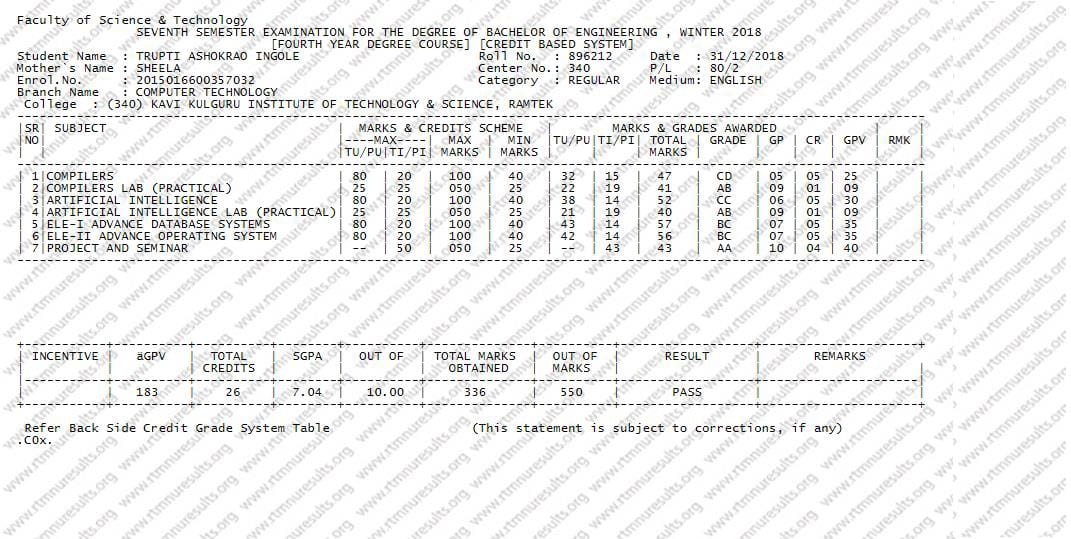 Faculty of Science & Technology
SEVENTH SEMESTER EXAMINATION FOR THE DEGREE OF BACHELOR OF ENGINEERING , WINTER 2018
[FOURTH YEAR DEGREE COURSE] [CREDIT BASED SYSTEM]
Student Name : TRUPTI ASHOKRAO INGOLE Roll No. : 896212 Date : 31/12/2018
Mother`s Name : SHEELA Center No.: 340 P/L : 80/2
Enrol.No. : 2015016600357032 Category : REGULAR Medium: ENGLISH
Branch Name : COMPUTER TECHNOLOGY
College : (340) KAVI KULGURU INSTITUTE OF TECHNOLOGY & SCIENCE, RAMTEK
|SR| SUBJECT | MARKS & CREDITS SCHEME | MARKS & GRADES AWARDED | |
|NO| |----MAX----| MAX | MIN |TU/PU|TI/PI| TOTAL | GRADE | GP | CR | GPV | RMK |
| | |TU/PU|TI/PI| MARKS | MARKS | | | MARKS | | | | | |
| 1|COMPILERS | 80 | 20 | 100 | 40 | 32 | 15 | 47 | CD | 05 | 05 | 25 | |
| 2|COMPILERS LAB (PRACTICAL) | 25 | 25 | 050 | 25 | 22 | 19 | 41 | AB | 09 | 01 | 09 | |
| 3|ARTIFICIAL INTELLIGENCE | 80 | 20 | 100 | 40 | 38 | 14 | 52 | CC | 06 | 05 | 30 | |
| 4|ARTIFICIAL INTELLIGENCE LAB (PRACTICAL)| 25 | 25 | 050 | 25 | 21 | 19 | 40 | AB | 09 | 01 | 09 | |
| 5|ELE-I ADVANCE DATABASE SYSTEMS | 80 | 20 | 100 | 40 | 43 | 14 | 57 | BC | 07 | 05 | 35 | |
| 6|ELE-II ADVANCE OPERATING SYSTEM | 80 | 20 | 100 | 40 | 42 | 14 | 56 | BC | 07 | 05 | 35 | |
| 7|PROJECT AND SEMINAR | -- | 50 | 050 | 25 | -- | 43 | 43 | AA | 10 | 04 | 40 | |
| INCENTIVE | äGPV | TOTAL | SGPA | OUT OF | TOTAL MARKS | OUT OF | RESULT | REMARKS |
| | | CREDITS | | | OBTAINED | MARKS | | |
| | 183 | 26 | 7.04 | 10.00 | 336 | 550 | PASS | |
Refer Back Side Credit Grade System Table (This statement is subject to corrections, if any)
.C0x.
www.rtmnuresults.org